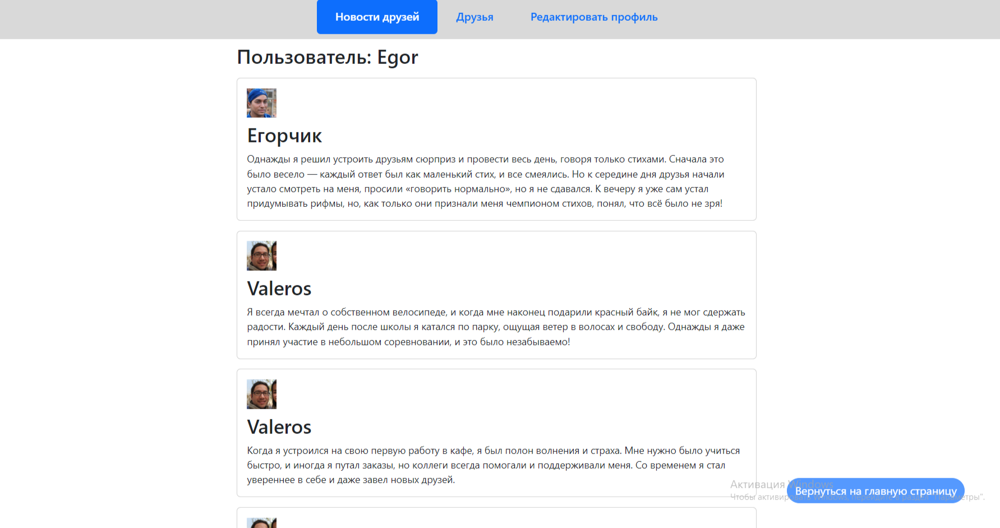 Новости друзей
Друзья
Редактировать профиль
Пользователь: Egor
Егорчик
Однажды я решил устроить друзьям сюрприз и провести весь день, говоря только стихами. Сначала это
было весело — каждый ответ был как маленький стих, и все смеялись. Но к середине дня друзья начали
устало смотреть на меня, просили «говорить нормально», но я не сдавался. К вечеру я уже сам устал
придумывать рифмы, но, как только они признали меня чемпионом стихов, понял, что всё было не зря!
Valeros
Я всегда мечтал о собственном велосипеде, и когда мне наконец подарили красный байк, я не мог сдержать
радости. Каждый день после школы я катался по парку, ощущая ветер в волосах и свободу. Однажды я даже
принял участие в небольшом соревновании, и это было незабываемо!
Valeros
Когда я устроился на свою первую работу в кафе, я был полон волнения и страха. Мне нужно было учиться
быстро, и иногда я путал заказы, но коллеги всегда помогали и поддерживали меня. Со временем я стал
увереннее в себе и даже завел новых друзей.
Активация Windows
Чтобы активировать Windows, перейдите в раздел "Параметры".
Вернуться на главную страницу